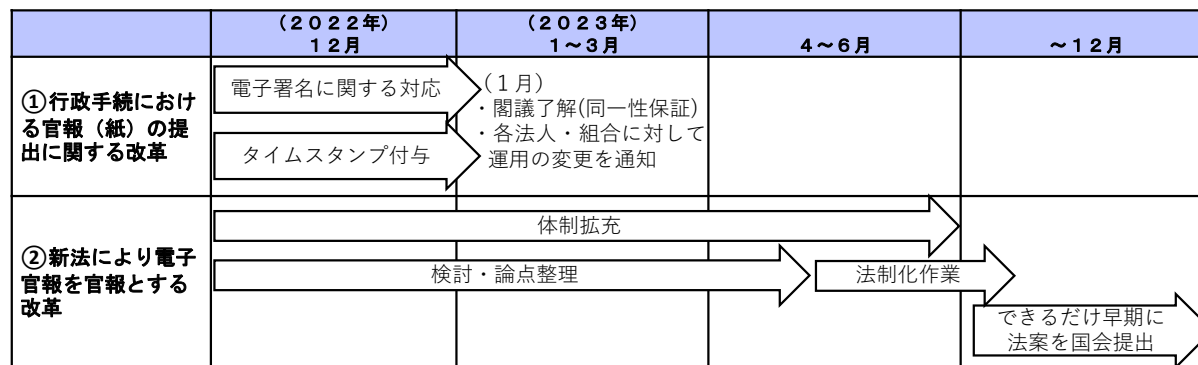 （２０２２年）
１２月
（２０２３年）
１～３月
４～６月
～１２月
①行政手続におけ
る官報（紙）の提
出に関する改革
電子署名に関する対応
タイムスタンプ付与
(１月)
・閣議了解(同一性保証)
・各法人・組合に対して
運用の変更を通知
②新法により電子
官報を官報とする
改革
体制拡充
検討・論点整理
法制化作業
できるだけ早期に
法案を国会提出